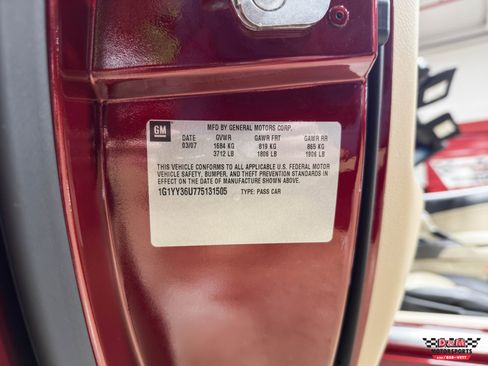 GM
MFD BY GENERAL MOTORS CORP.
DATE GVWR GAWR FRT GAWR RR
03/07 1684 KG 819 KG 865 KG
3712 LB 1806 LB 1906 LB
THIS VEHICLE CONFORMS TO ALL APPLICABLE U.S. FEDERAL MOTOR
VEHICLE SAFETY, BUMPER, AND THEFT PREVENTION STANDARDS IN
EFFECT ON THE DATE OF MANUFACTURE SHOWN ABOVE.
1G1YY36U775131505 TYPE: PASS CAR
D&M
MOTORSPORTS